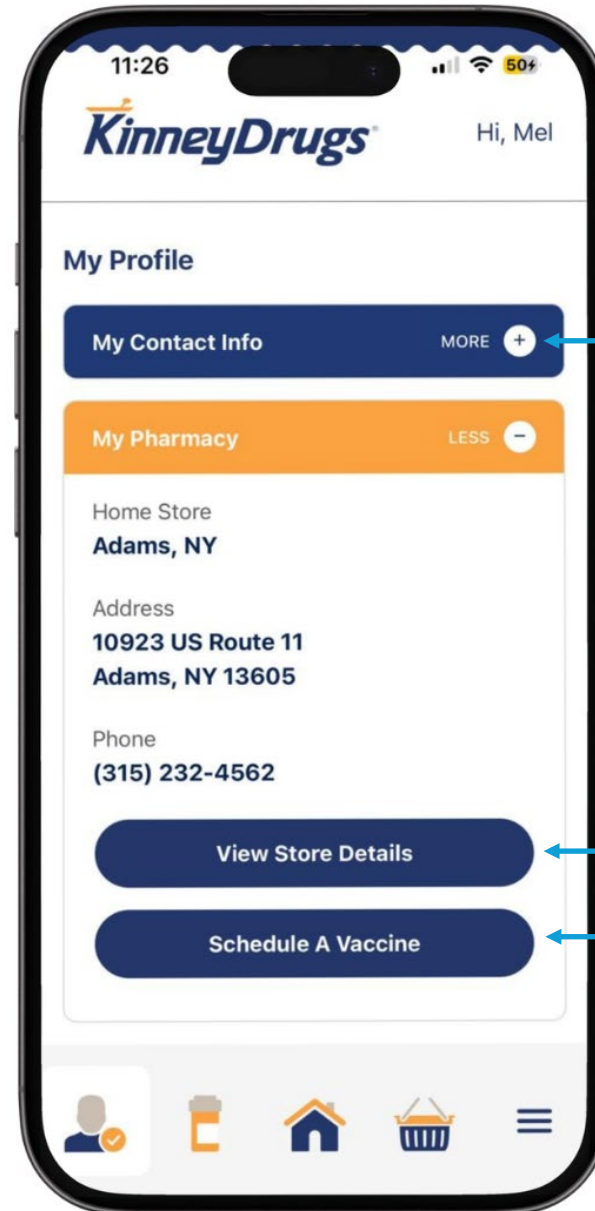 11:26
50
KinneyDrugs
Hi, Mel
My Profile
My Contact Info MORE
My Pharmacy LESS
Home Store
Adams, NY
Address
10923 US Route 11
Adams, NY 13605
Phone
(315) 232-4562
View Store Details
Schedule A Vaccine